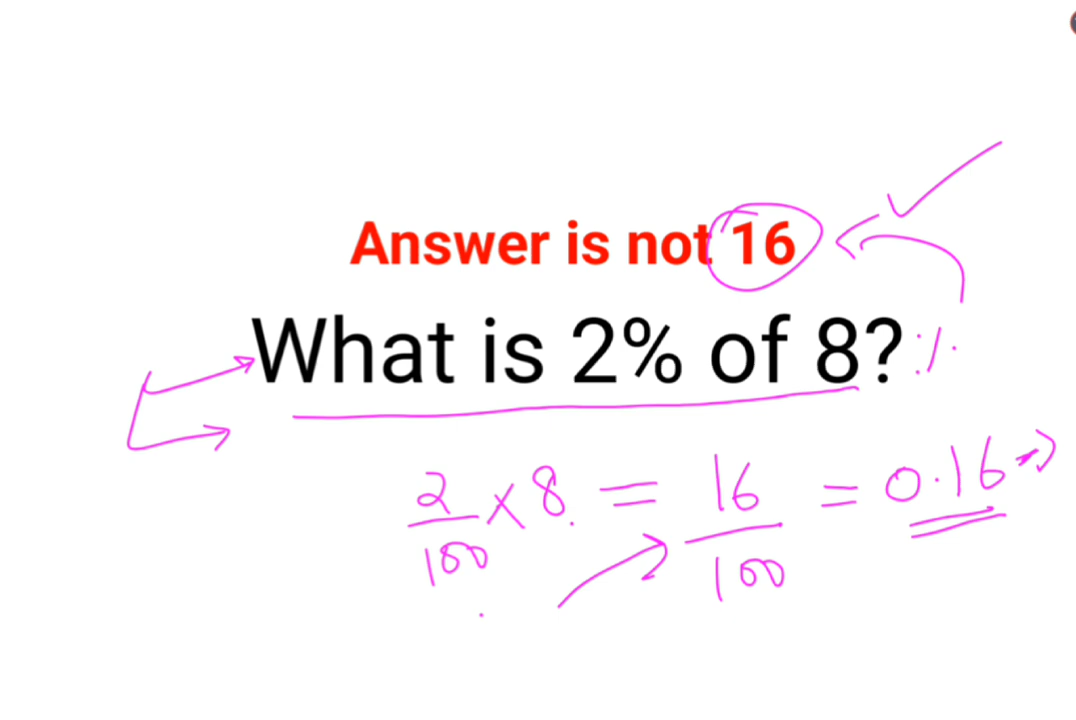 Answer is not 16
What is 2% of 8? %
2/100 × 8 = 16/100 = 0.16